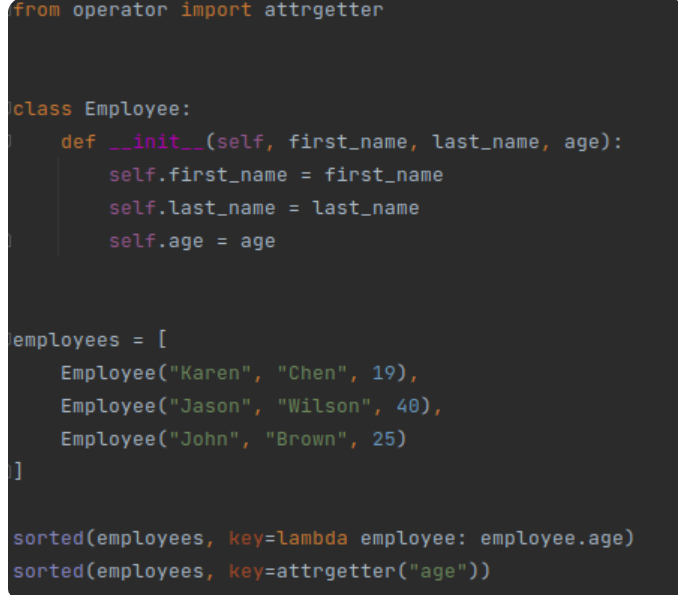 from operator import attrgetter
class Employee:
    def __init__(self, first_name, last_name, age):
        self.first_name = first_name
        self.last_name = last_name
        self.age = age
employees = [
    Employee("Karen", "Chen", 19),
    Employee("Jason", "Wilson", 40),
    Employee("John", "Brown", 25)
]
sorted(employees, key=lambda employee: employee.age)
sorted(employees, key=attrgetter("age"))